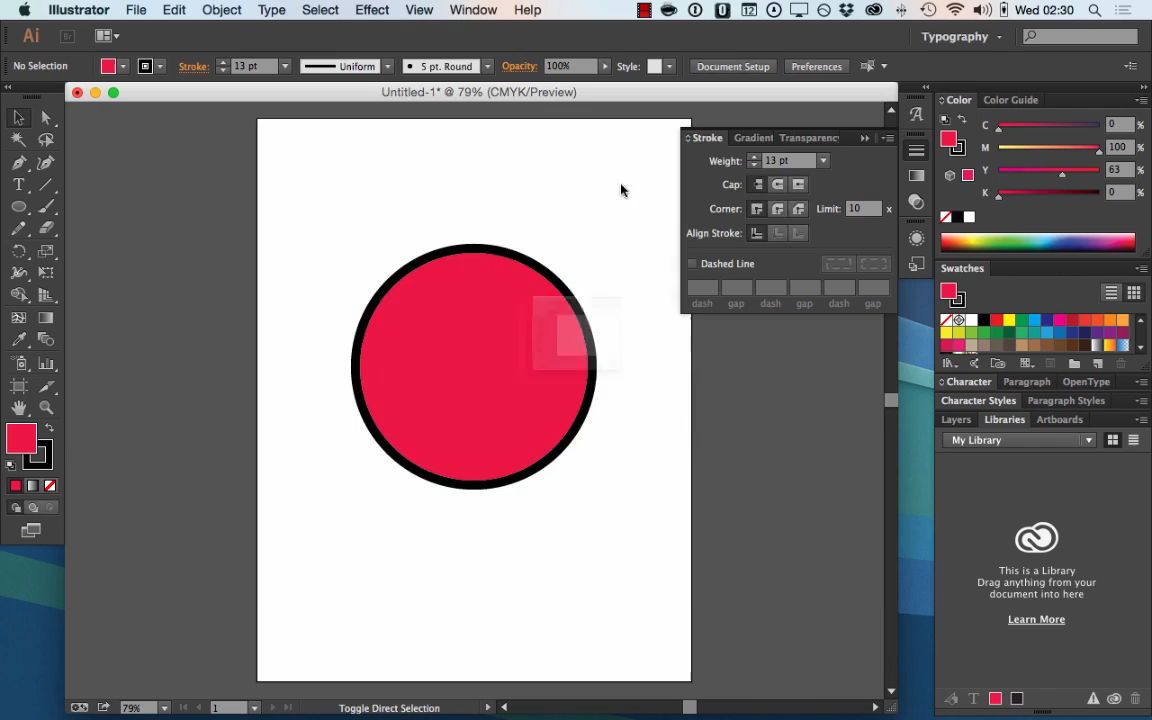 Illustrator File Edit Object Type Select Effect View Window Help 12 Wed 02:30
Ai Br Typography
No Selection Stroke: 13 pt Uniform 5 pt. Round Opacity: 100% Style: Document Setup Preferences
Untitled-1* @ 79% (CMYK/Preview)
Color Color Guide
C 0 %
M 100 %
Y 63 %
K 0 %
Stroke Gradient Transparency
Weight: 13 pt
Cap:
Corner: Limit: 10 x
Align Stroke:
Dashed Line
dash gap dash gap dash gap
Swatches
Character Paragraph OpenType
Character Styles Paragraph Styles
Layers Libraries Artboards
My Library
This is a Library
Drag anything from your
document into here
Learn More
79% 1 Toggle Direct Selection